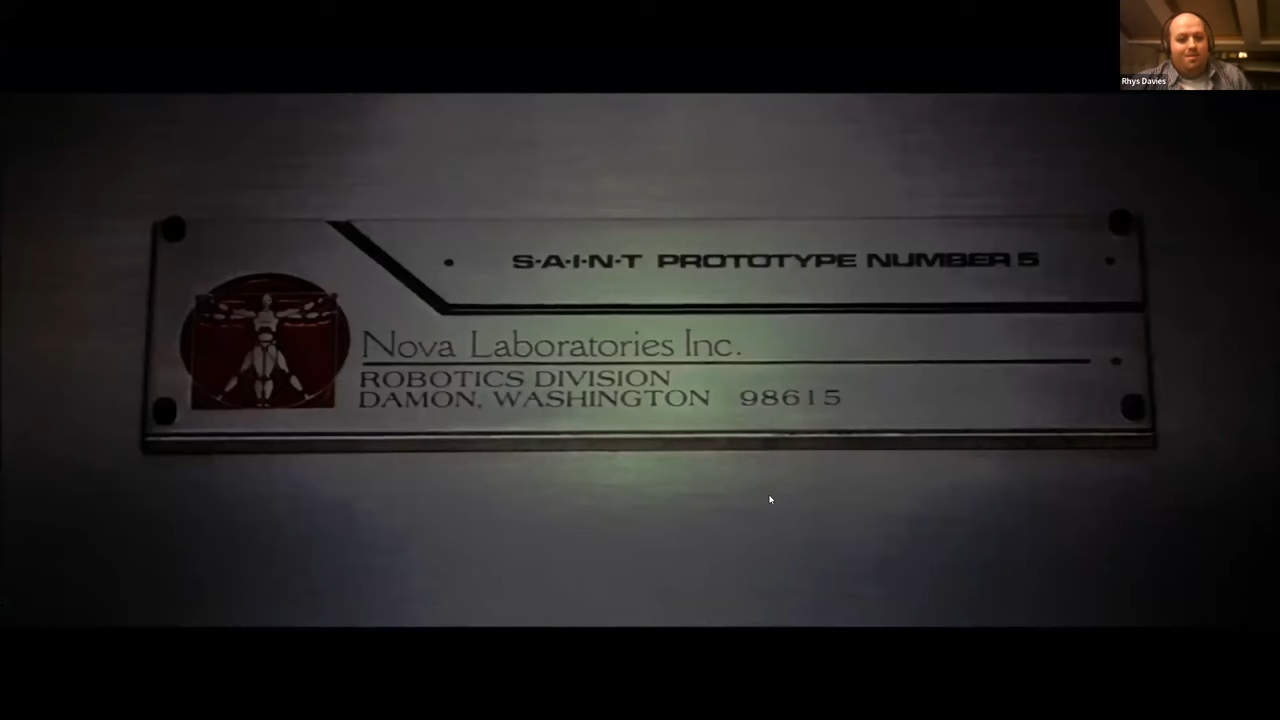 Rhys Davies
S·A·I·N·T PROTOTYPE NUMBER 5
Nova Laboratories Inc.
ROBOTICS DIVISION
DAMON, WASHINGTON 98615